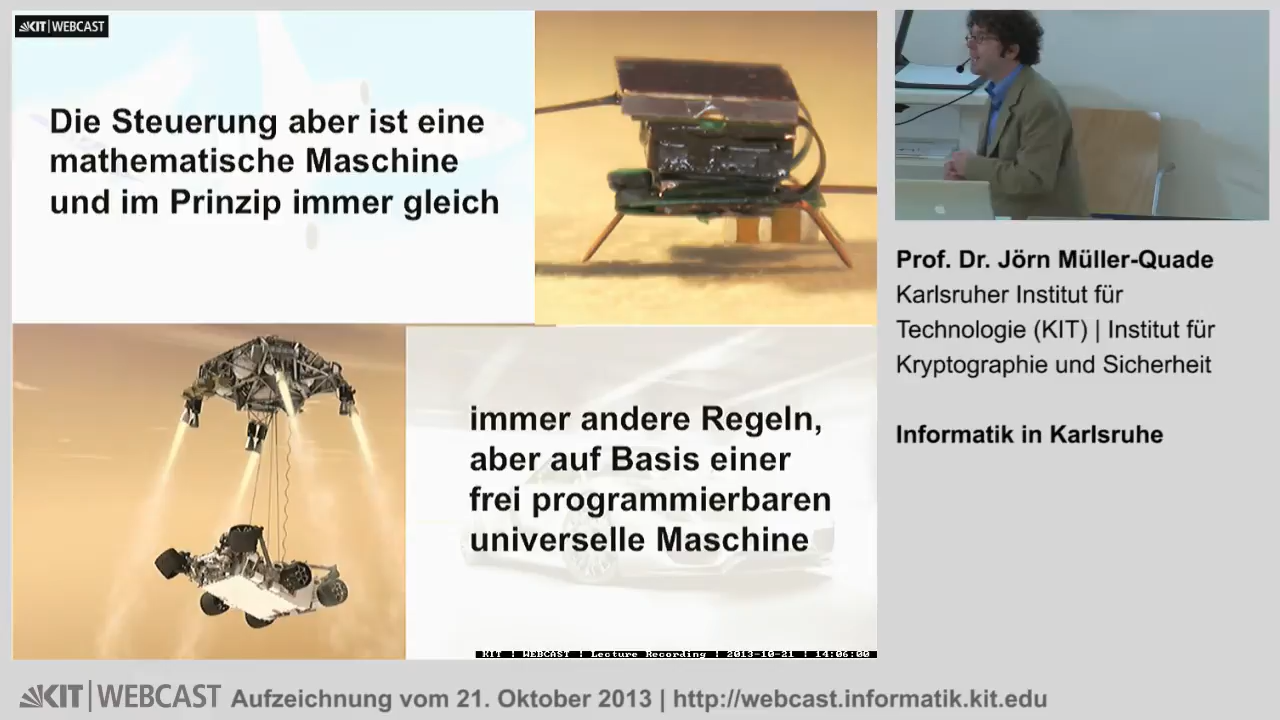 KIT | WEBCAST
Die Steuerung aber ist eine
mathematische Maschine
und im Prinzip immer gleich
immer andere Regeln,
aber auf Basis einer
frei programmierbaren
universelle Maschine
KIT | WEBCAST | Lecture Recording | 2013-10-21 | 14:06:00
Prof. Dr. Jörn Müller-Quade
Karlsruher Institut für
Technologie (KIT) | Institut für
Kryptographie und Sicherheit
Informatik in Karlsruhe
KIT | WEBCAST Aufzeichnung vom 21. Oktober 2013 | http://webcast.informatik.kit.edu